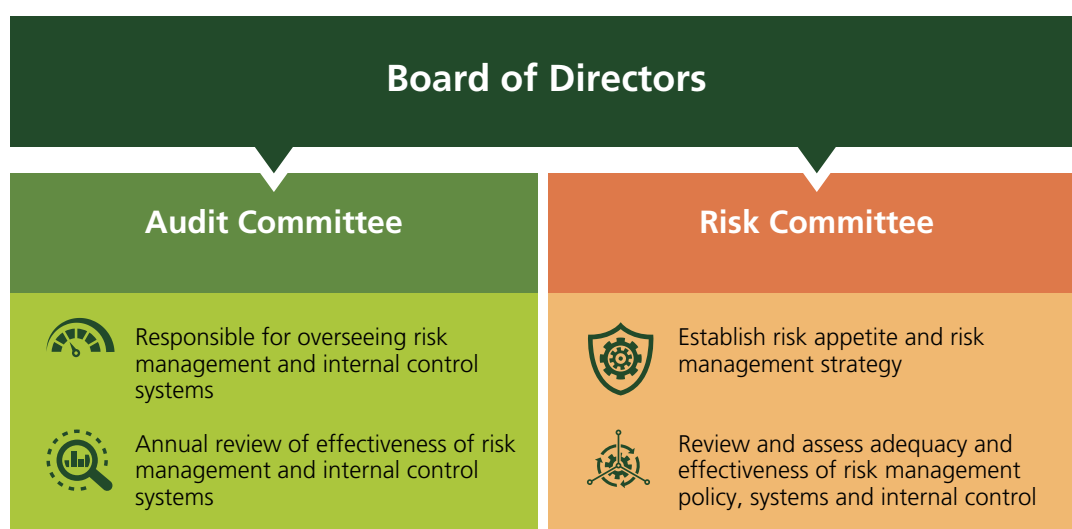 Board of Directors
Audit Committee
Responsible for overseeing risk
management and internal control
systems
Annual review of effectiveness of risk
management and internal control
systems
Risk Committee
Establish risk appetite and risk
management strategy
Review and assess adequacy and
effectiveness of risk management
policy, systems and internal control